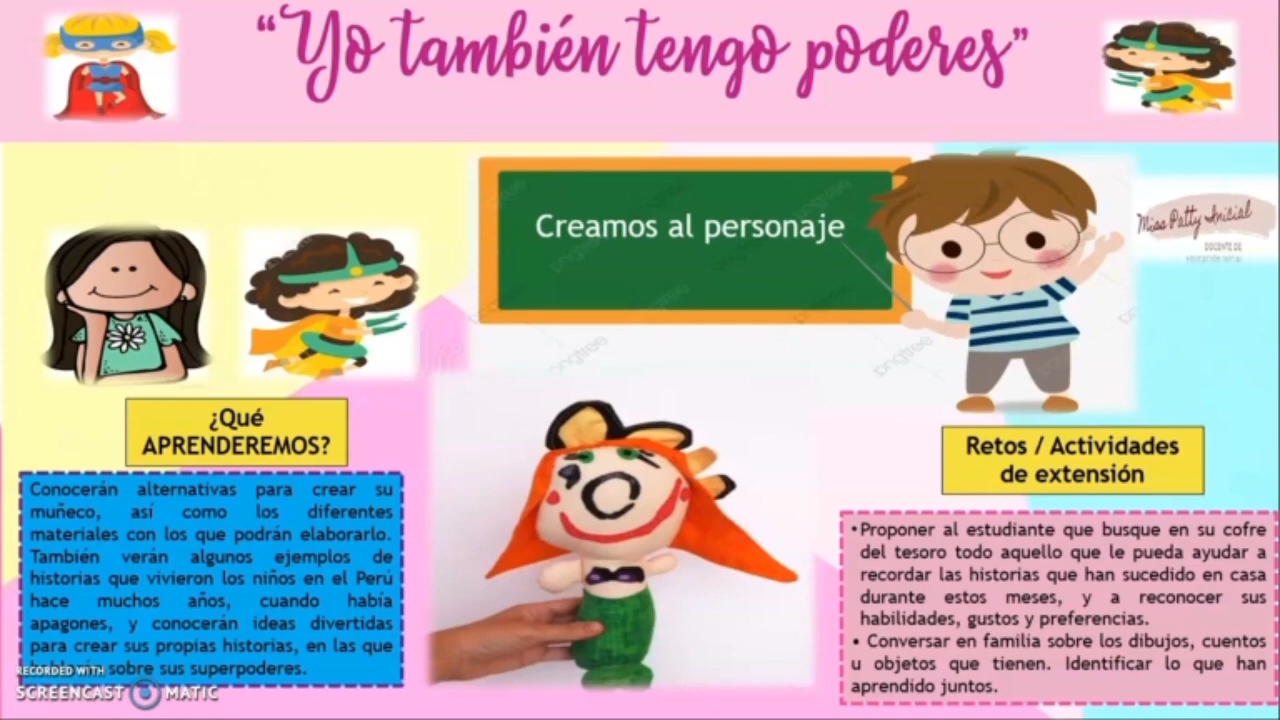 “Yo también tengo poderes”
Creamos al personaje
Miss Patty Inicial
DOCENTE DE
EDUCACIÓN INICIAL
¿Qué
APRENDEREMOS?
Conocerán alternativas para crear su
muñeco, así como los diferentes
materiales con los que podrán elaborarlo.
También verán algunos ejemplos de
historias que vivieron los niños en el Perú
hace muchos años, cuando había
apagones, y conocerán ideas divertidas
para crear sus propias historias, en las que
sobre sus superpoderes.
RECORDED WITH
SCREENCAST MATIC
Retos / Actividades
de extensión
•Proponer al estudiante que busque en su cofre
del tesoro todo aquello que le pueda ayudar a
recordar las historias que han sucedido en casa
durante estos meses, y a reconocer sus
habilidades, gustos y preferencias.
• Conversar en familia sobre los dibujos, cuentos
u objetos que tienen. Identificar lo que han
aprendido juntos.
pngtree